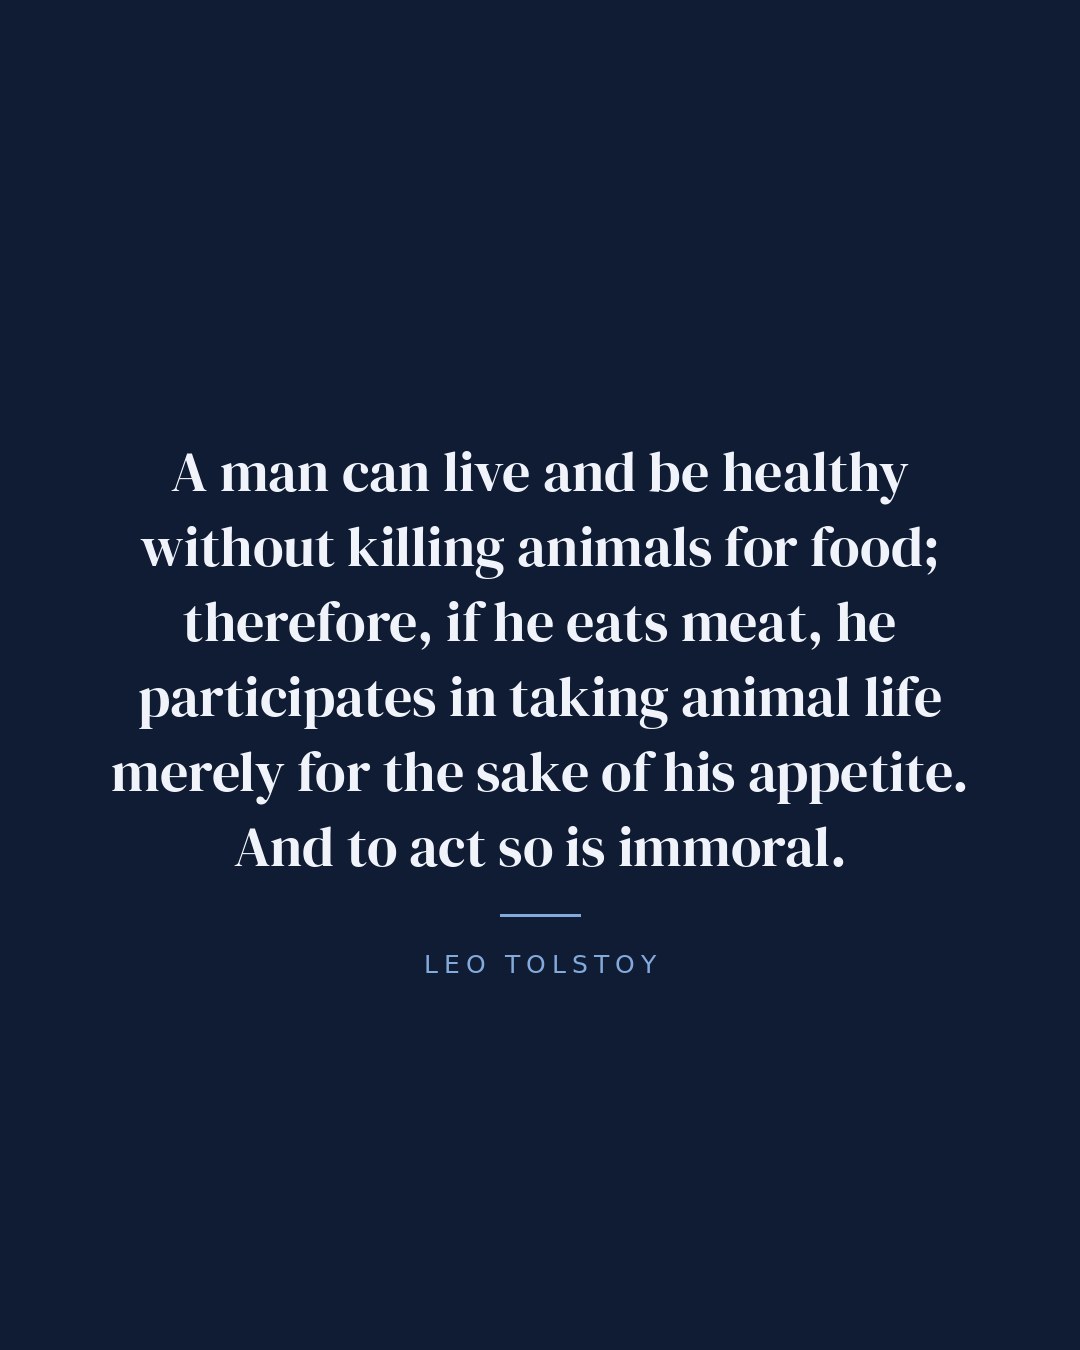 A man can live and be healthy
without killing animals for food;
therefore, if he eats meat, he
participates in taking animal life
merely for the sake of his appetite.
And to act so is immoral.
LEO TOLSTOY